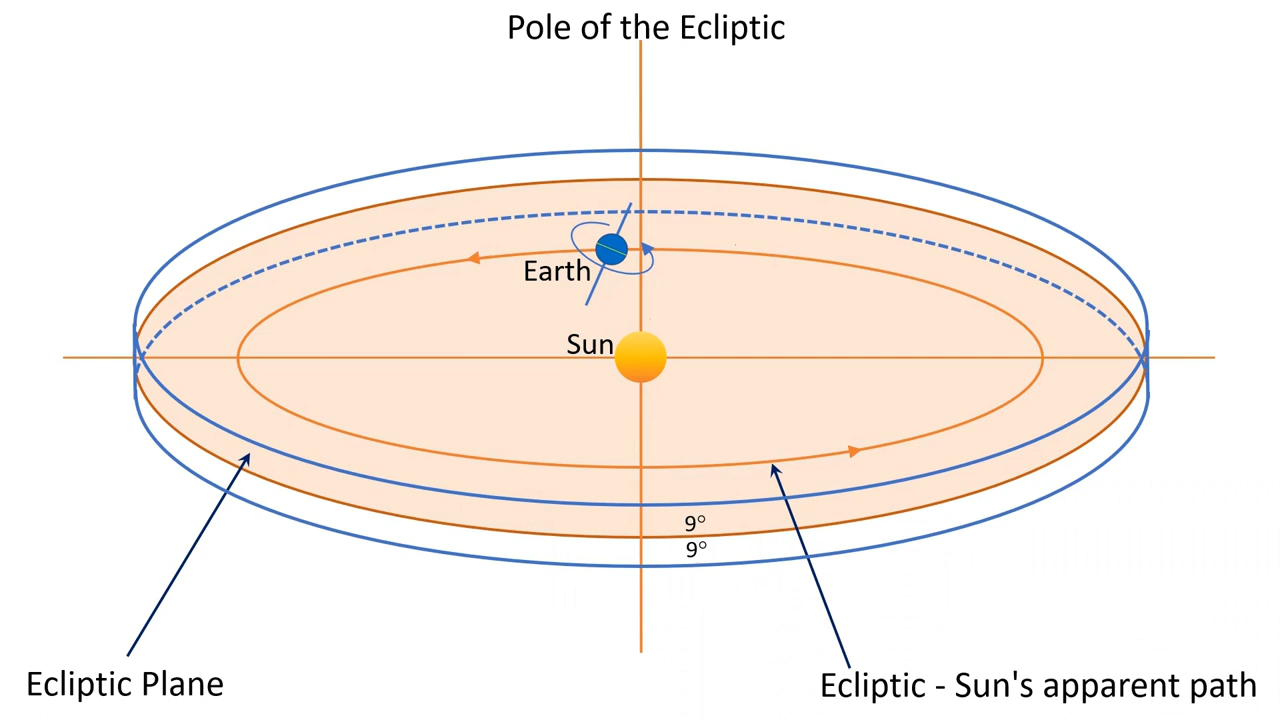 Pole of the Ecliptic
Earth
Sun
9°
9°
Ecliptic Plane
Ecliptic - Sun's apparent path